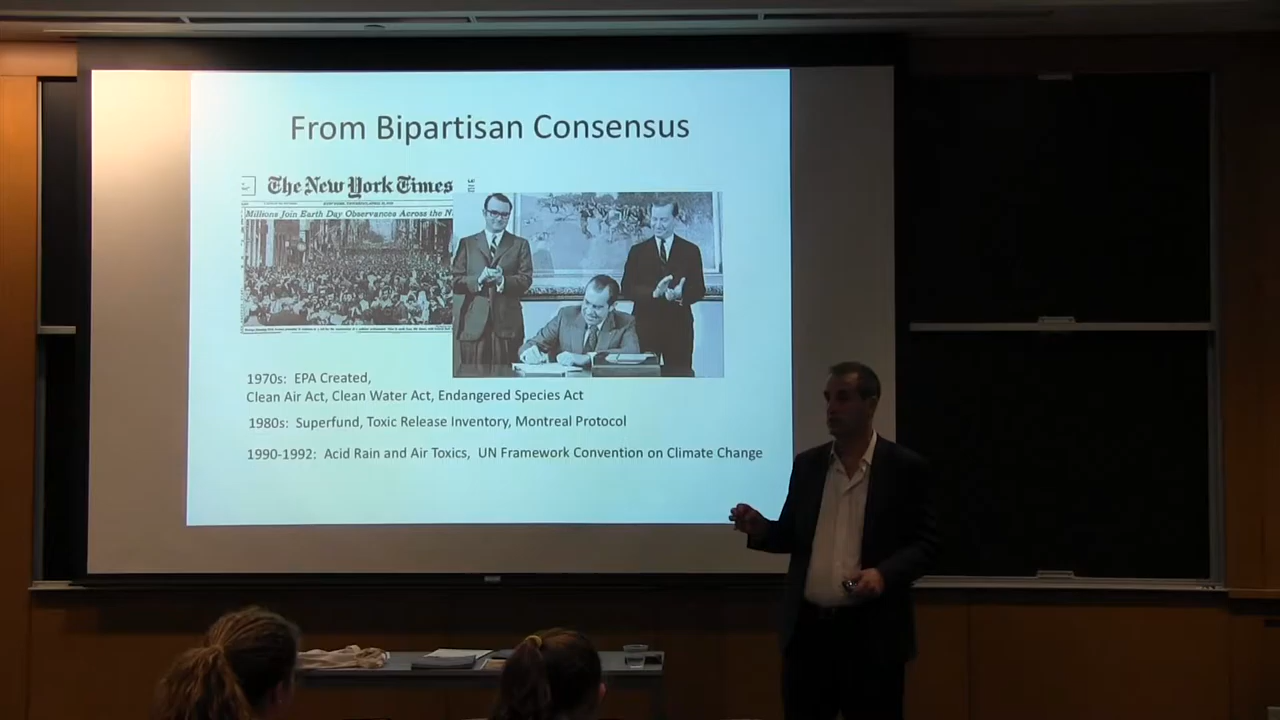 From Bipartisan Consensus
The New York Times
Millions Join Earth Day Observances Across the N
1970s: EPA Created,
Clean Air Act, Clean Water Act, Endangered Species Act
1980s: Superfund, Toxic Release Inventory, Montreal Protocol
1990-1992: Acid Rain and Air Toxics, UN Framework Convention on Climate Change